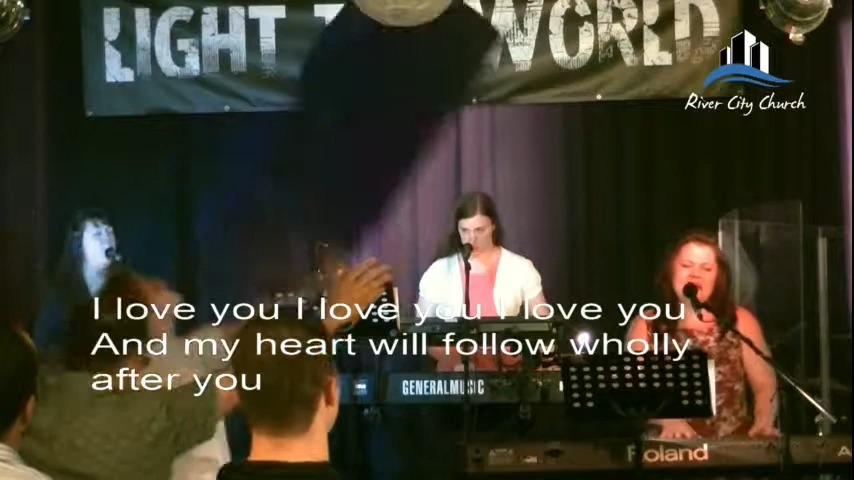 LIGHT
WORLD
River City Church
I love you I love you I love you
And my heart will follow wholly
after you
GENERALMUSIC
Roland